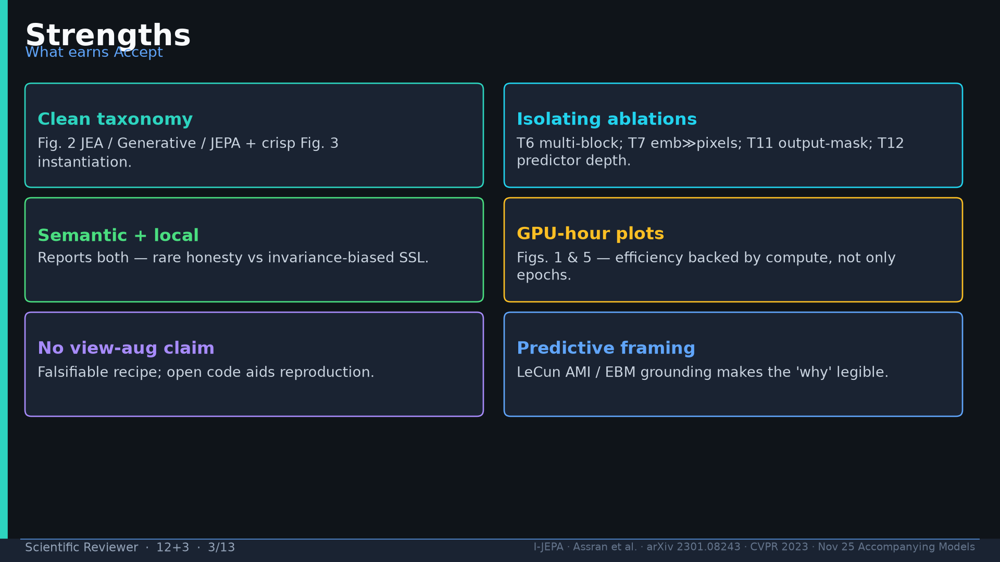 Strengths
What earns Accept
Clean taxonomy
Fig. 2 JEA / Generative / JEPA + crisp Fig. 3
instantiation.
Isolating ablations
T6 multi-block; T7 emb≫pixels; T11 output-mask; T12
predictor depth.
Semantic + local
Reports both — rare honesty vs invariance-biased SSL.
GPU-hour plots
Figs. 1 & 5 — efficiency backed by compute, not only
epochs.
No view-aug claim
Falsifiable recipe; open code aids reproduction.
Predictive framing
LeCun AMI / EBM grounding makes the 'why' legible.
Scientific Reviewer · 12+3 · 3/13
I-JEPA · Assran et al. · arXiv 2301.08243 · CVPR 2023 · Nov 25 Accompanying Models